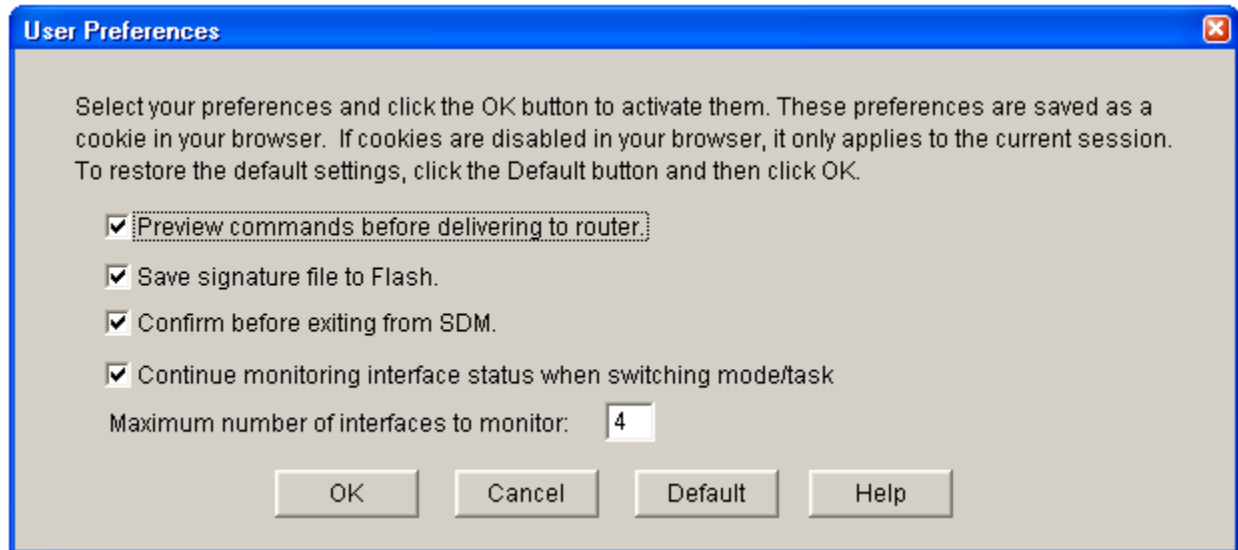 User Preferences
Select your preferences and click the OK button to activate them. These preferences are saved as a
cookie in your browser.  If cookies are disabled in your browser, it only applies to the current session.
To restore the default settings, click the Default button and then click OK.
Preview commands before delivering to router.
Save signature file to Flash.
Confirm before exiting from SDM.
Continue monitoring interface status when switching mode/task
Maximum number of interfaces to monitor: 4
OK Cancel Default Help